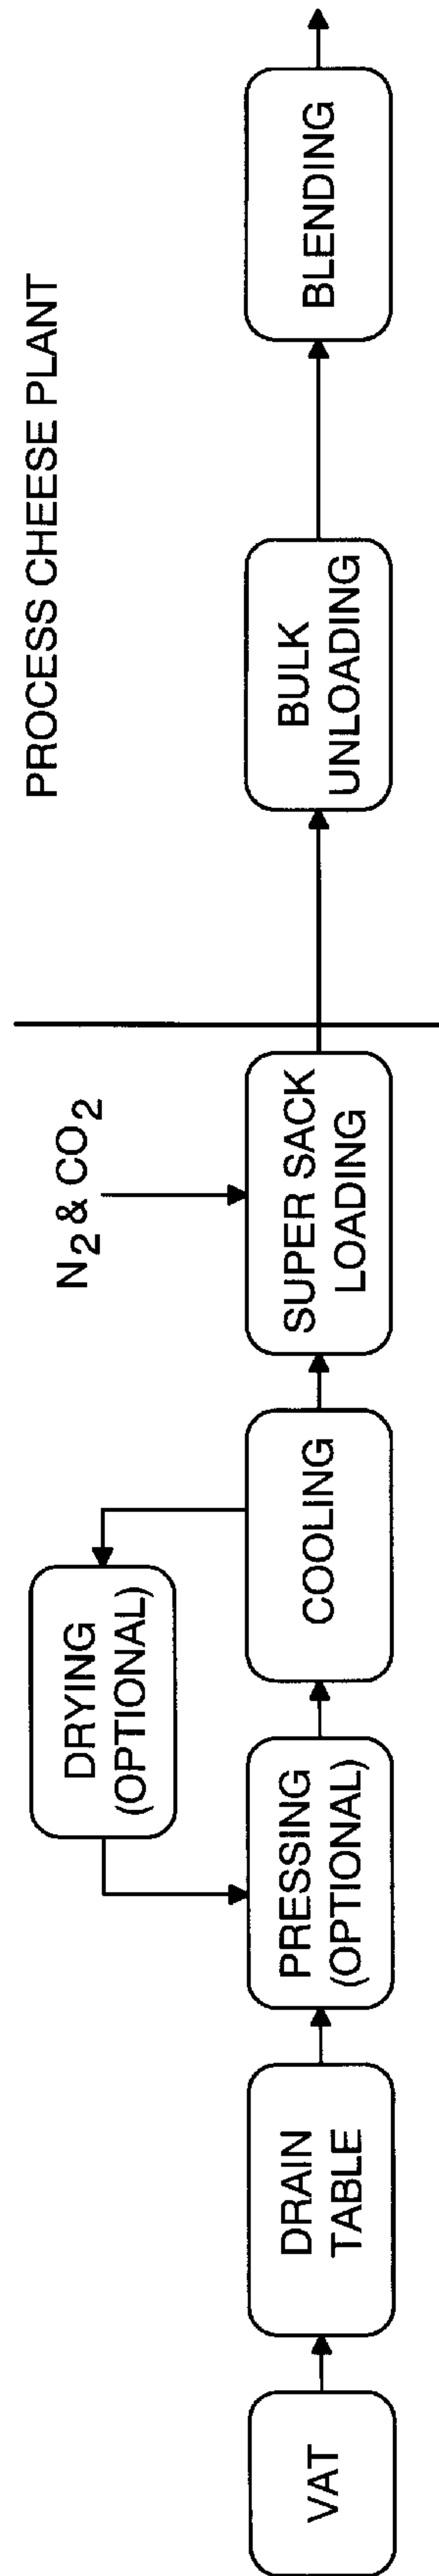 PROCESS CHEESE PLANT
VAT
DRAIN
TABLE
PRESSING
(OPTIONAL)
DRYING
(OPTIONAL)
COOLING
N2 & CO2
SUPER SACK
LOADING
BULK
UNLOADING
BLENDING